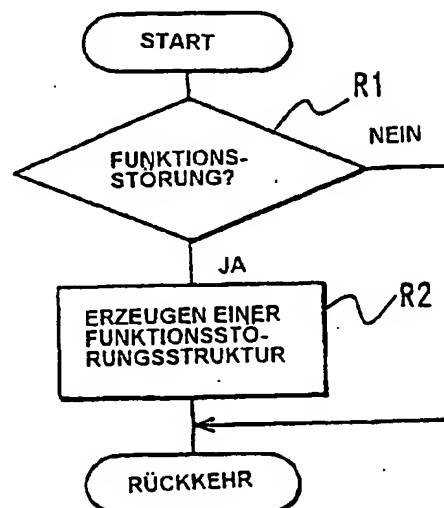 START
R1
NEIN
FUNKTIONS-
STÖRUNG?
JA
R2
ERZEUGEN EINER
FUNKTIONSSTÖ-
RUNGSSTRUKTUR
RÜCKKEHR